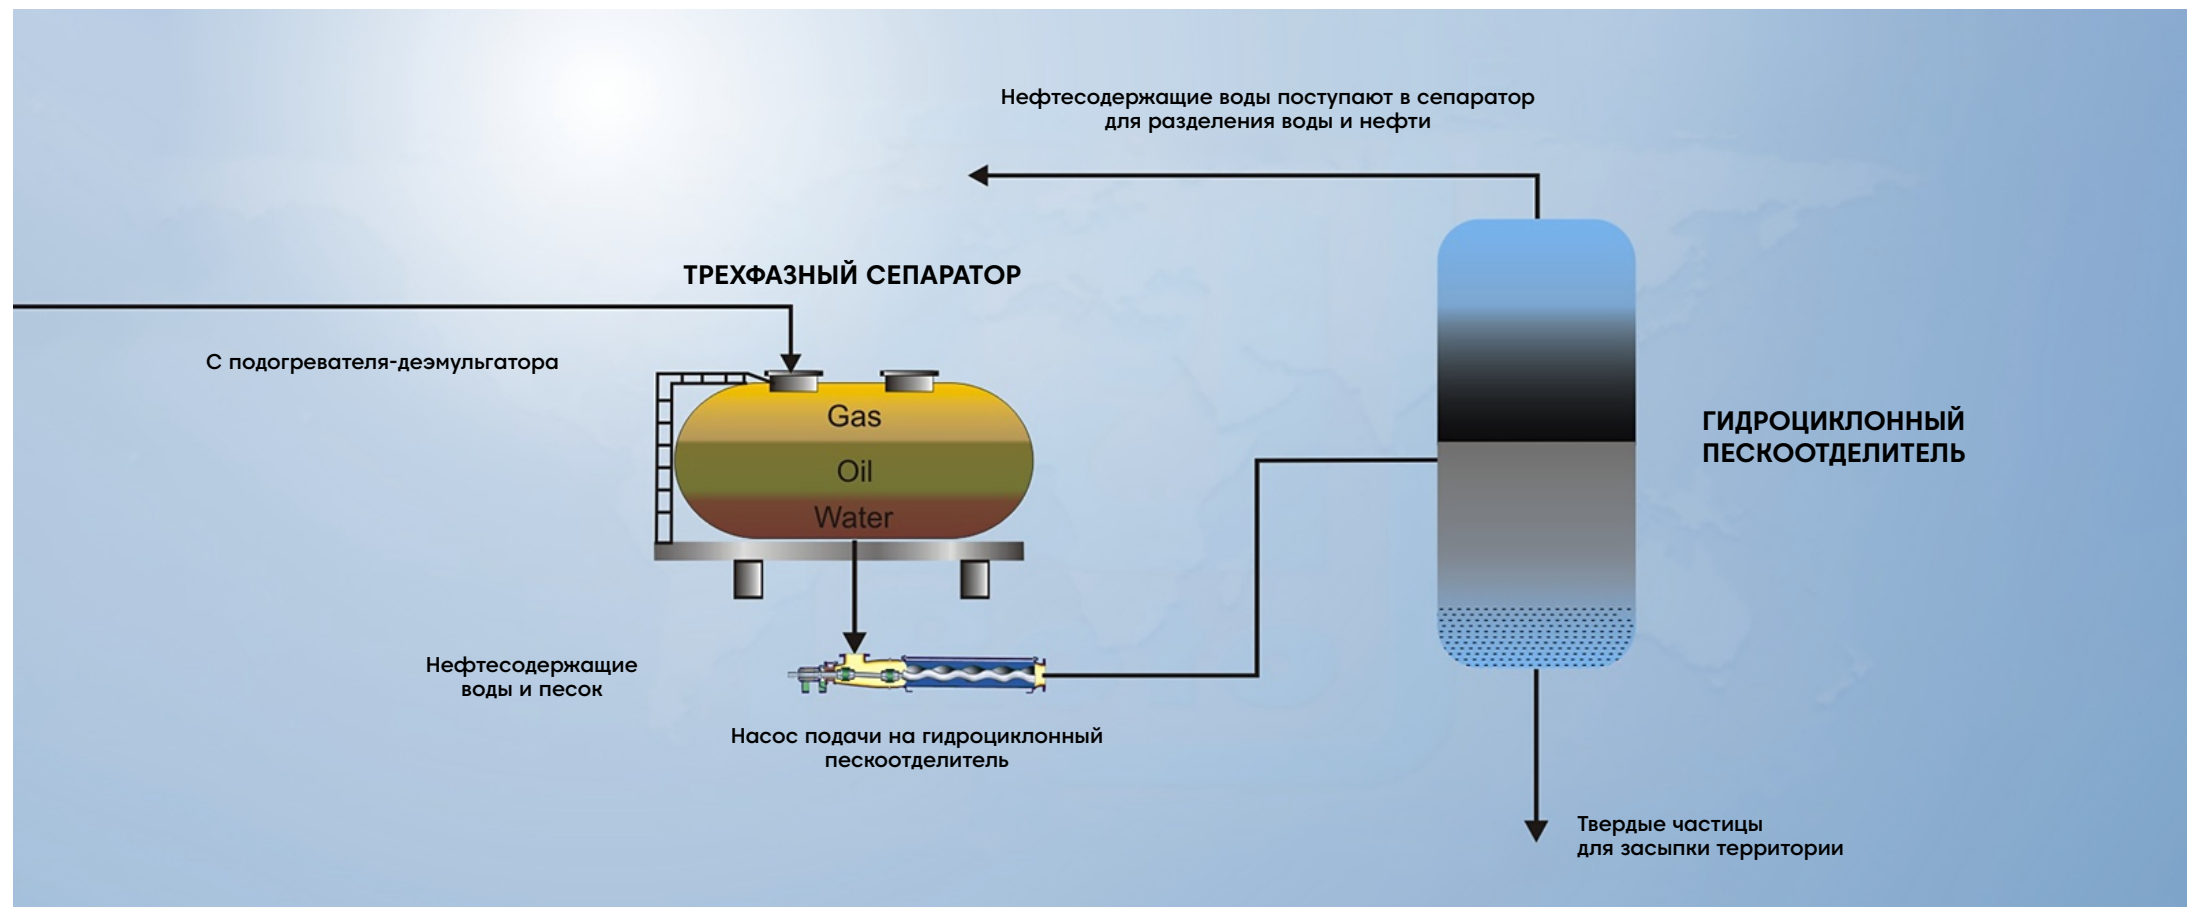 Нефтесодержащие воды поступают в сепаратор
для разделения воды и нефти
ТРЕХФАЗНЫЙ СЕПАРАТОР
С подогревателя-деэмульгатора
Gas
Oil
Water
ГИДРОЦИКЛОННЫЙ
ПЕСКООТДЕЛИТЕЛЬ
Нефтесодержащие
воды и песок
Насос подачи на гидроциклонный
пескоотделитель
Твердые частицы
для засыпки территории